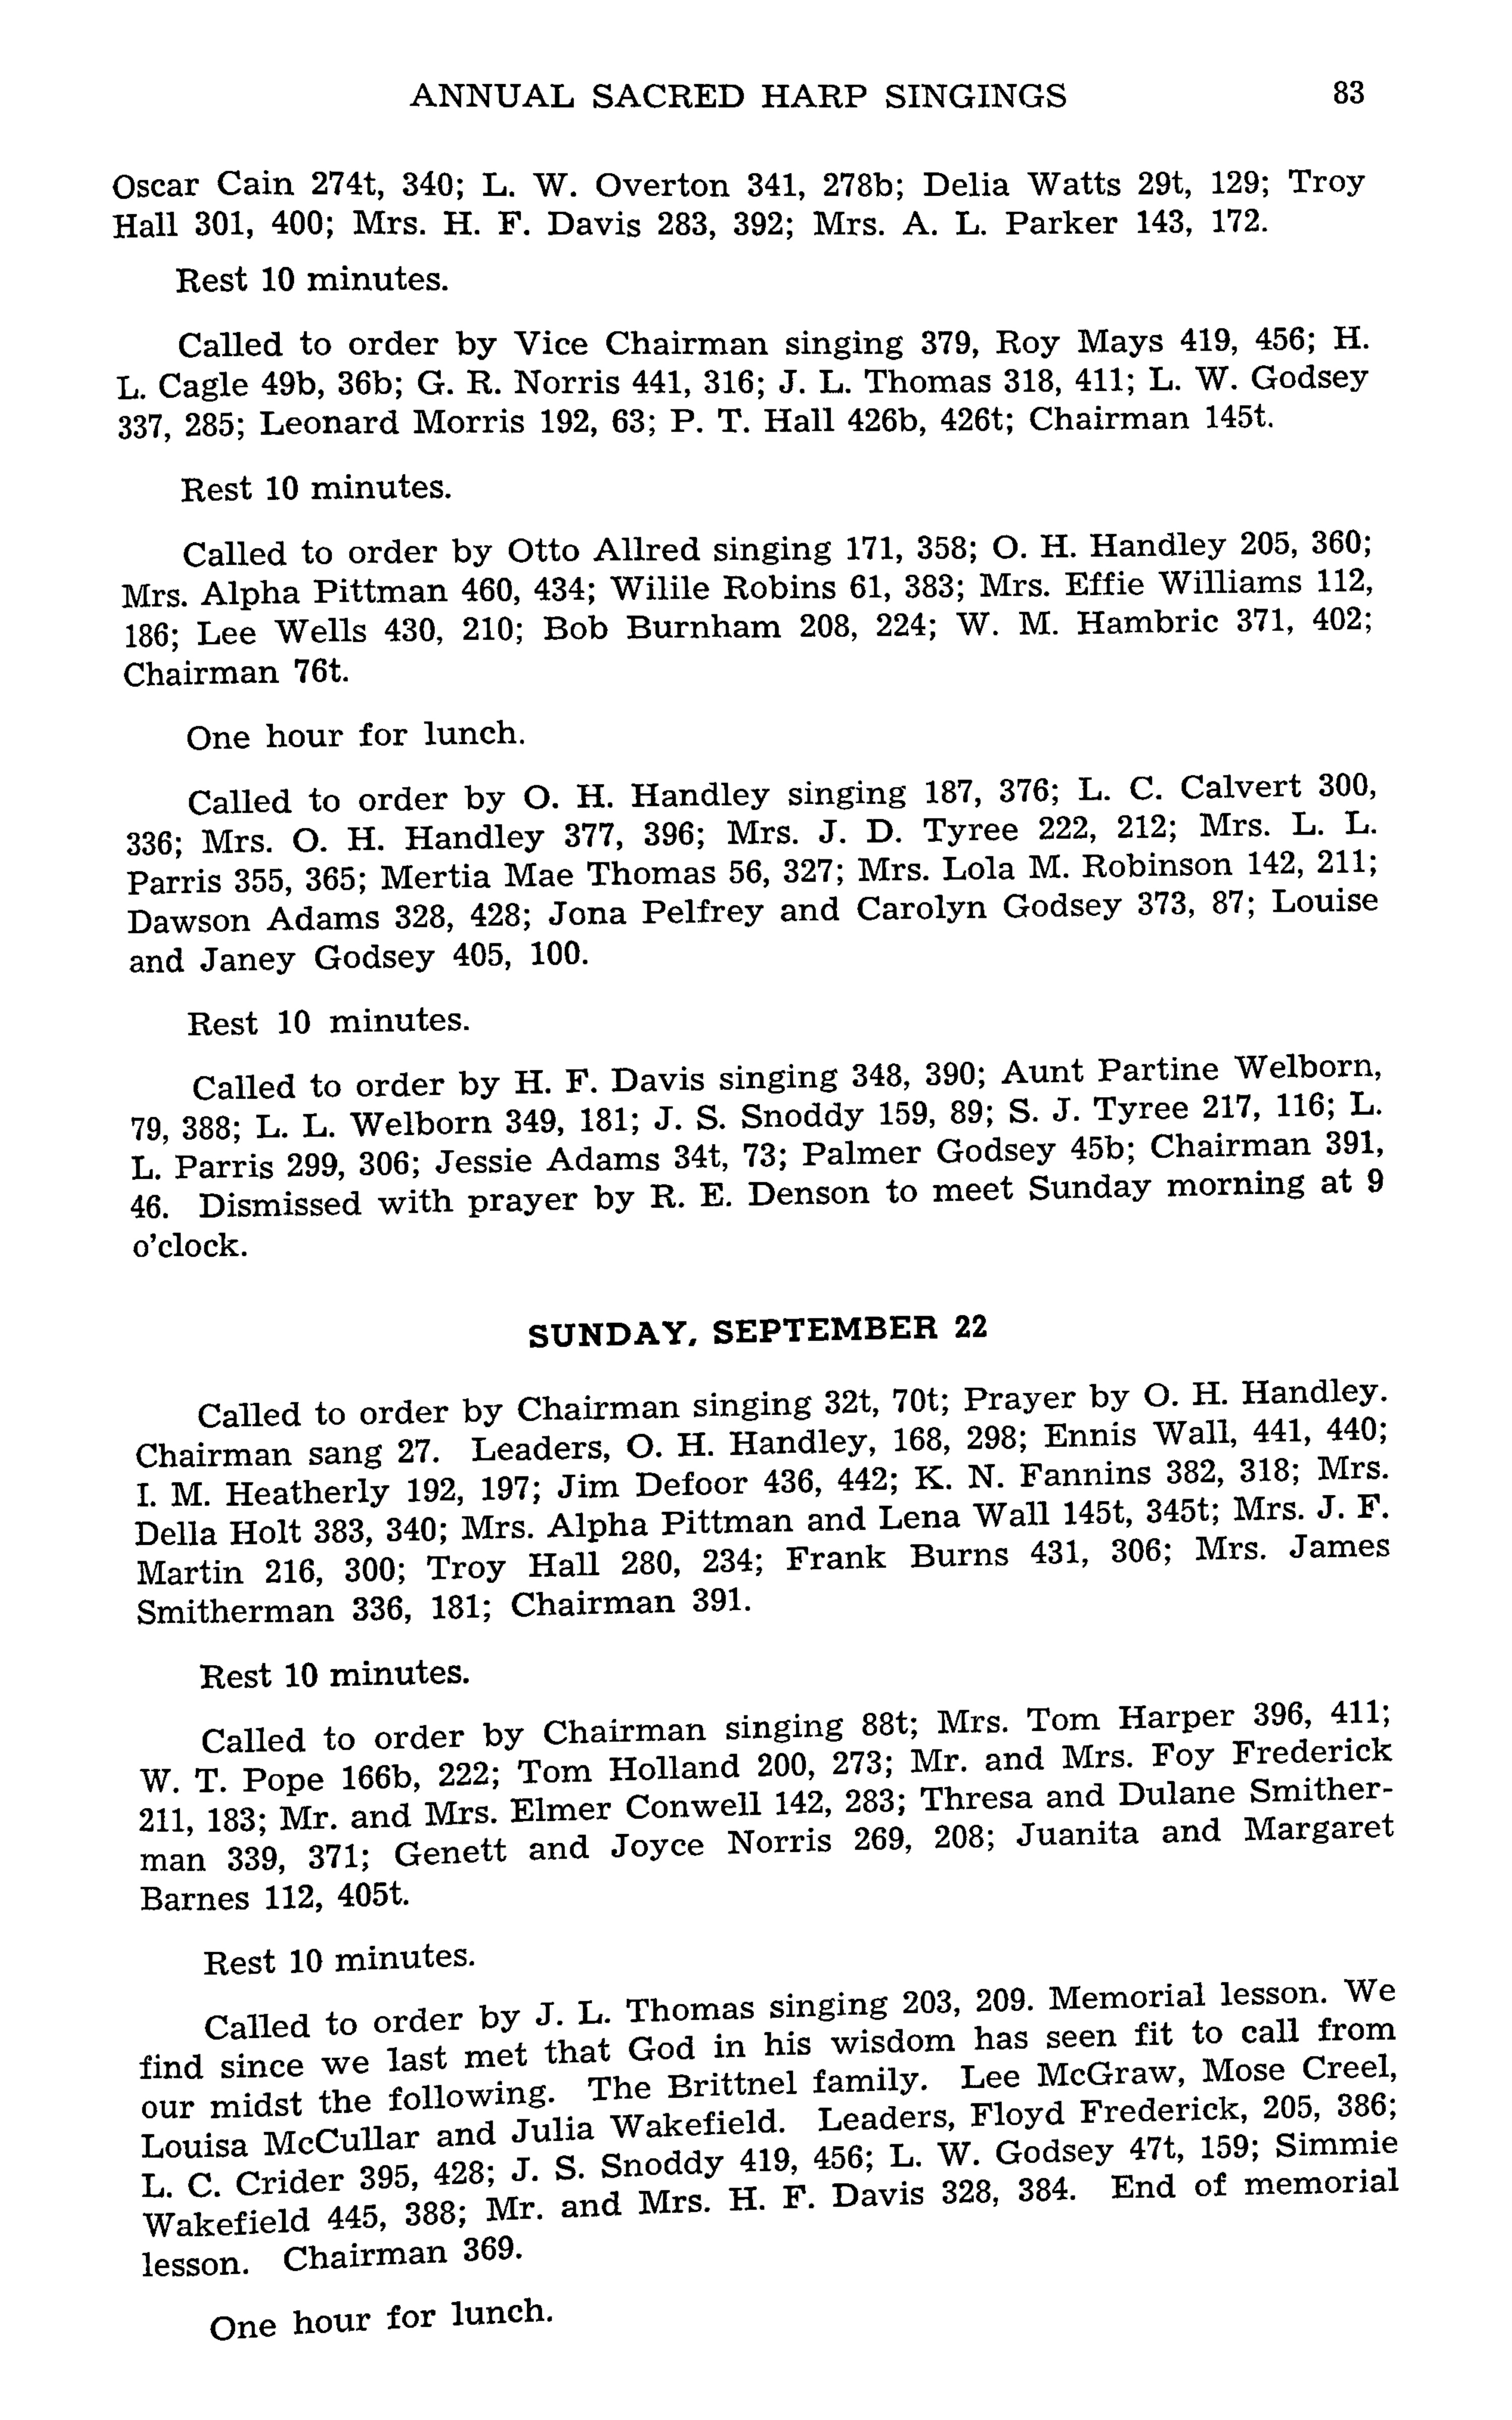 ANNUAL SACRED HARP SINGINGS 83
Oscar Cain 274t, 340; L. W. Overton 341, 278b; Delia Watts 29t, 129; Troy
Hall 301, 400; Mrs. H. F. Davis 283, 392; Mrs. A. L. Parker 143, 172.
Rest 10 minutes.
Called to order by Vice Chairman singing 379, Roy Mays 419, 456; H.
L. Cagle 49b, 36b; G. R. Norris 441, 316; J. L. Thomas 318, 411; L. W. Godsey
337, 285; Leonard Morris 192, 63; P. T. Hall 426b, 426t; Chairman 145t.
Rest 10 minutes.
Called to order by Otto Allred singing 171, 358; O. H. Handley 205, 360;
Mrs. Alpha Pittman 460, 434; Wilile Robins 61, 383; Mrs. Effie Williams 112,
186; Lee Wells 430, 210; Bob Burnham 208, 224; W. M. Hambric 371, 402;
Chairman 76t.
One hour for lunch.
Called to order by O. H. Handley singing 187, 376; L. C. Calvert 300,
336; Mrs. O. H. Handley 377, 396; Mrs. J. D. Tyree 222, 212; Mrs. L. L.
Parris 355, 365; Mertia Mae Thomas 56, 327; Mrs. Lola M. Robinson 142, 211;
Dawson Adams 328, 428; Jona Pelfrey and Carolyn Godsey 373, 87; Louise
and Janey Godsey 405, 100.
Rest 10 minutes.
Called to order by H. F. Davis singing 348, 390; Aunt Partine Welborn,
79, 388; L. L. Welborn 349, 181; J. S. Snoddy 159, 89; S. J. Tyree 217, 116; L.
L. Parris 299, 306; Jessie Adams 34t, 73; Palmer Godsey 45b; Chairman 391,
46. Dismissed with prayer by R. E. Denson to meet Sunday morning at 9
o'clock.
SUNDAY, SEPTEMBER 22
Called to order by Chairman singing 32t, 70t; Prayer by O. H. Handley.
Chairman sang 27. Leaders, O. H. Handley, 168, 298; Ennis Wall, 441, 440;
I. M. Heatherly 192, 197; Jim Defoor 436, 442; K. N. Fannins 382, 318; Mrs.
Della Holt 383, 340; Mrs. Alpha Pittman and Lena Wall 145t, 345t; Mrs. J. F.
Martin 216, 300; Troy Hall 280, 234; Frank Burns 431, 306; Mrs. James
Smitherman 336, 181; Chairman 391.
Rest 10 minutes.
Called to order by Chairman singing 88t; Mrs. Tom Harper 396, 411;
W. T. Pope 166b, 222; Tom Holland 200, 273; Mr. and Mrs. Foy Frederick
211, 183; Mr. and Mrs. Elmer Conwell 142, 283; Thresa and Dulane Smither-
man 339, 371; Genett and Joyce Norris 269, 208; Juanita and Margaret
Barnes 112, 405t.
Rest 10 minutes.
Called to order by J. L. Thomas singing 203, 209. Memorial lesson. We
find since we last met that God in his wisdom has seen fit to call from
our midst the following. The Brittnel family. Lee McGraw, Mose Creel,
Louisa McCullar and Julia Wakefield. Leaders, Floyd Frederick, 205, 386;
L. C. Crider 395, 428; J. S. Snoddy 419, 456; L. W. Godsey 47t, 159; Simmie
Wakefield 445, 388; Mr. and Mrs. H. F. Davis 328, 384. End of memorial
lesson. Chairman 369.
One hour for lunch.